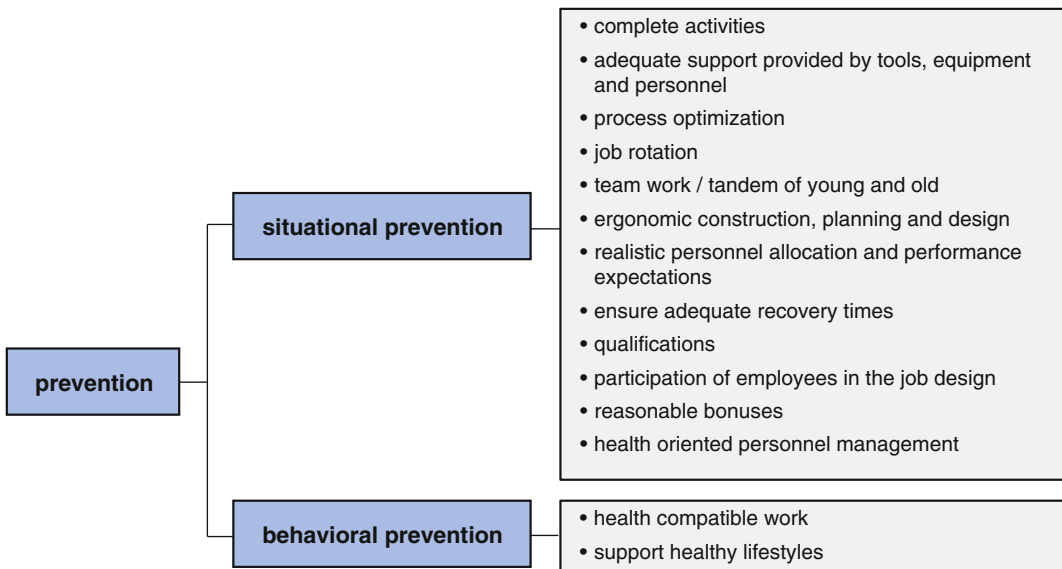 prevention
situational prevention
• complete activities
• adequate support provided by tools, equipment
and personnel
• process optimization
• job rotation
• team work / tandem of young and old
• ergonomic construction, planning and design
• realistic personnel allocation and performance
expectations
• ensure adequate recovery times
• qualifications
• participation of employees in the job design
• reasonable bonuses
• health oriented personnel management
behavioral prevention
• health compatible work
• support healthy lifestyles